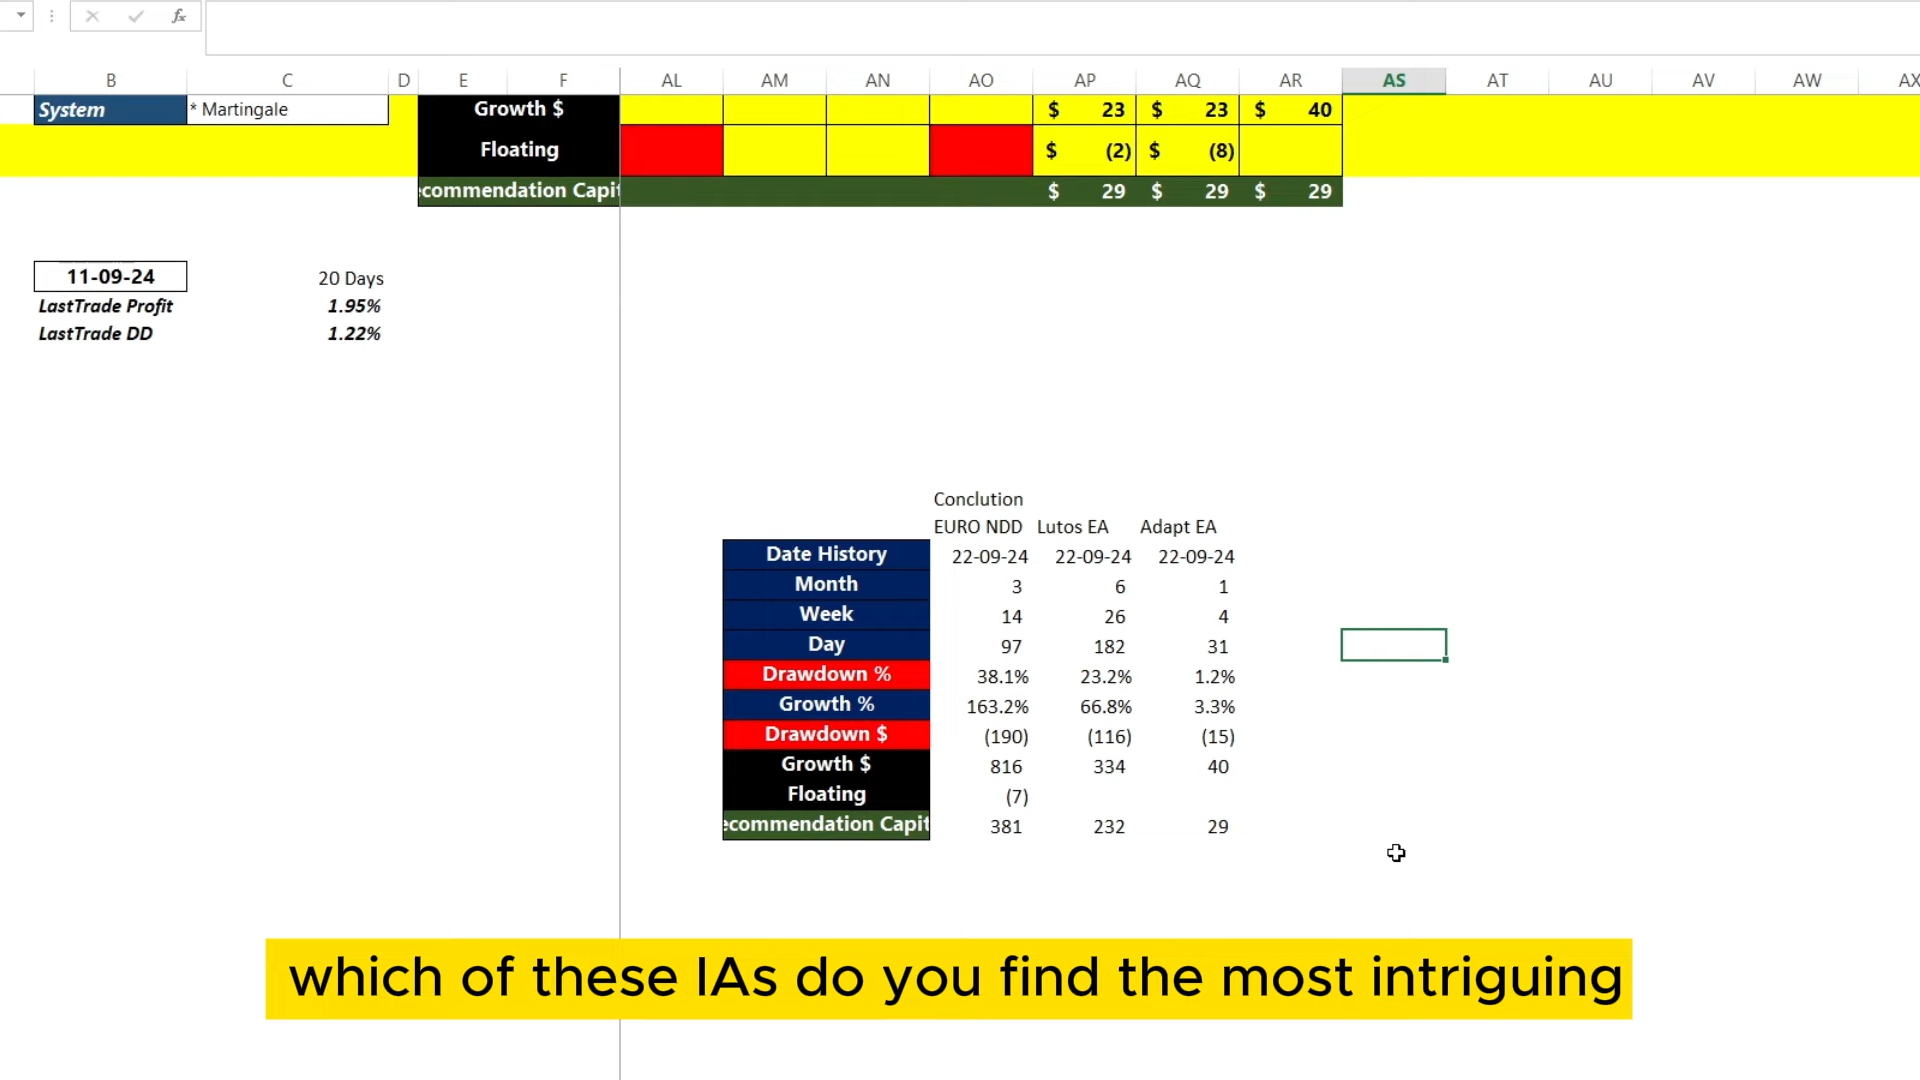 fx
B C D E F AL AM AN AO AP AQ AR AS AT AU AV AW AX
System * Martingale Growth $ $ 23 $ 23 $ 40
Floating $ (2) $ (8)
ecommendation Capit $ 29 $ 29 $ 29
11-09-24 20 Days
LastTrade Profit 1.95%
LastTrade DD 1.22%
Conclution
EURO NDD Lutos EA Adapt EA
Date History 22-09-24 22-09-24 22-09-24
Month 3 6 1
Week 14 26 4
Day 97 182 31
Drawdown % 38.1% 23.2% 1.2%
Growth % 163.2% 66.8% 3.3%
Drawdown $ (190) (116) (15)
Growth $ 816 334 40
Floating (7)
ecommendation Capit 381 232 29
which of these IAs do you find the most intriguing